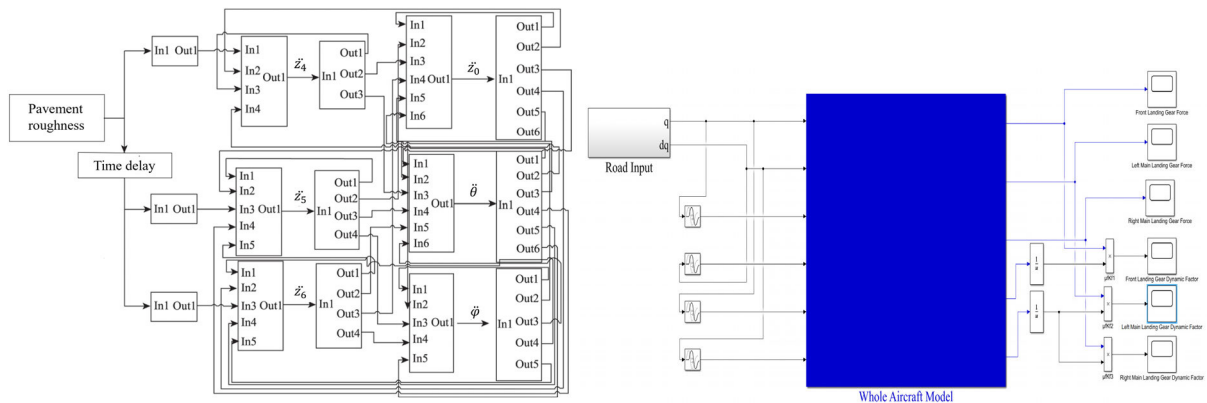 Pavement
roughness
Time delay
In1 Out1
In1
In2
In3
In4
Out1
z̈4
In1
Out1
Out2
Out3
In1
In2
In3
In4
In5
In6
Out1
z̈0
In1
Out1
Out2
Out3
Out4
Out5
Out6
In1 Out1
In1
In2
In3
In4
In5
Out1
z̈5
In1
Out1
Out2
Out3
Out4
In1
In2
In3
In4
In5
In6
Out1
θ̈
In1
Out1
Out2
Out3
Out4
Out5
Out6
In1 Out1
In1
In2
In3
In4
In5
Out1
z̈6
In1
Out1
Out2
Out3
Out4
In1
In2
In3
In4
In5
Out1
φ̈
In1
Out1
Out2
Out3
Out4
Out5
q
dq
Road Input
Whole Aircraft Model
Front Landing Gear Force
Left Main Landing Gear Force
Right Main Landing Gear Force
Front Landing Gear Dynamic Factor
Left Main Landing Gear Dynamic Factor
Right Main Landing Gear Dynamic Factor